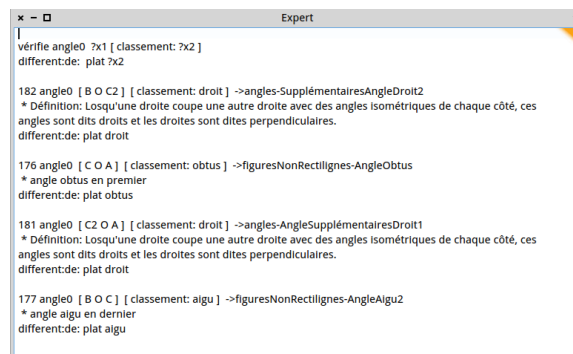 Expert
vérifie angle0 ?x1 [ classement: ?x2 ]
different:de: plat ?x2
182 angle0 [ B O C2 ] [ classement: droit ] ->angles-SupplémentairesAngleDroit2
* Définition: Losqu'une droite coupe une autre droite avec des angles isométriques de chaque côté, ces
angles sont dits droits et les droites sont dites perpendiculaires.
different:de: plat droit
176 angle0 [ C O A ] [ classement: obtus ] ->figuresNonRectilignes-AngleObtus
* angle obtus en premier
different:de: plat obtus
181 angle0 [ C2 O A ] [ classement: droit ] ->angles-AngleSupplémentairesDroit1
* Définition: Losqu'une droite coupe une autre droite avec des angles isométriques de chaque côté, ces
angles sont dits droits et les droites sont dites perpendiculaires.
different:de: plat droit
177 angle0 [ B O C ] [ classement: aigu ] ->figuresNonRectilignes-AngleAigu2
* angle aigu en dernier
different:de: plat aigu